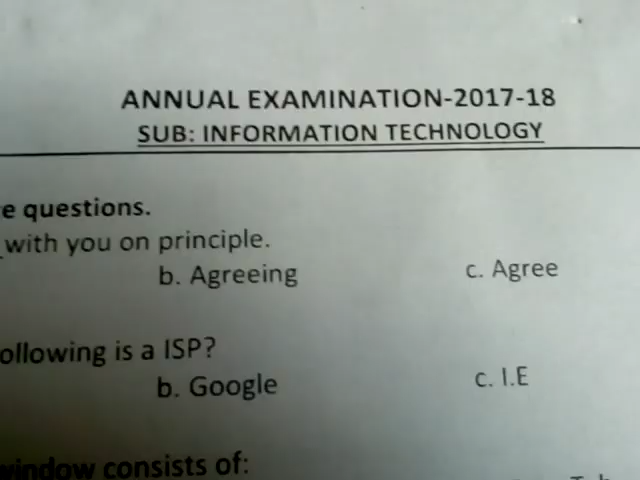 ANNUAL EXAMINATION-2017-18
SUB: INFORMATION TECHNOLOGY
e questions.
with you on principle.
b. Agreeing c. Agree
ollowing is a ISP?
b. Google c. I.E
window consists of: